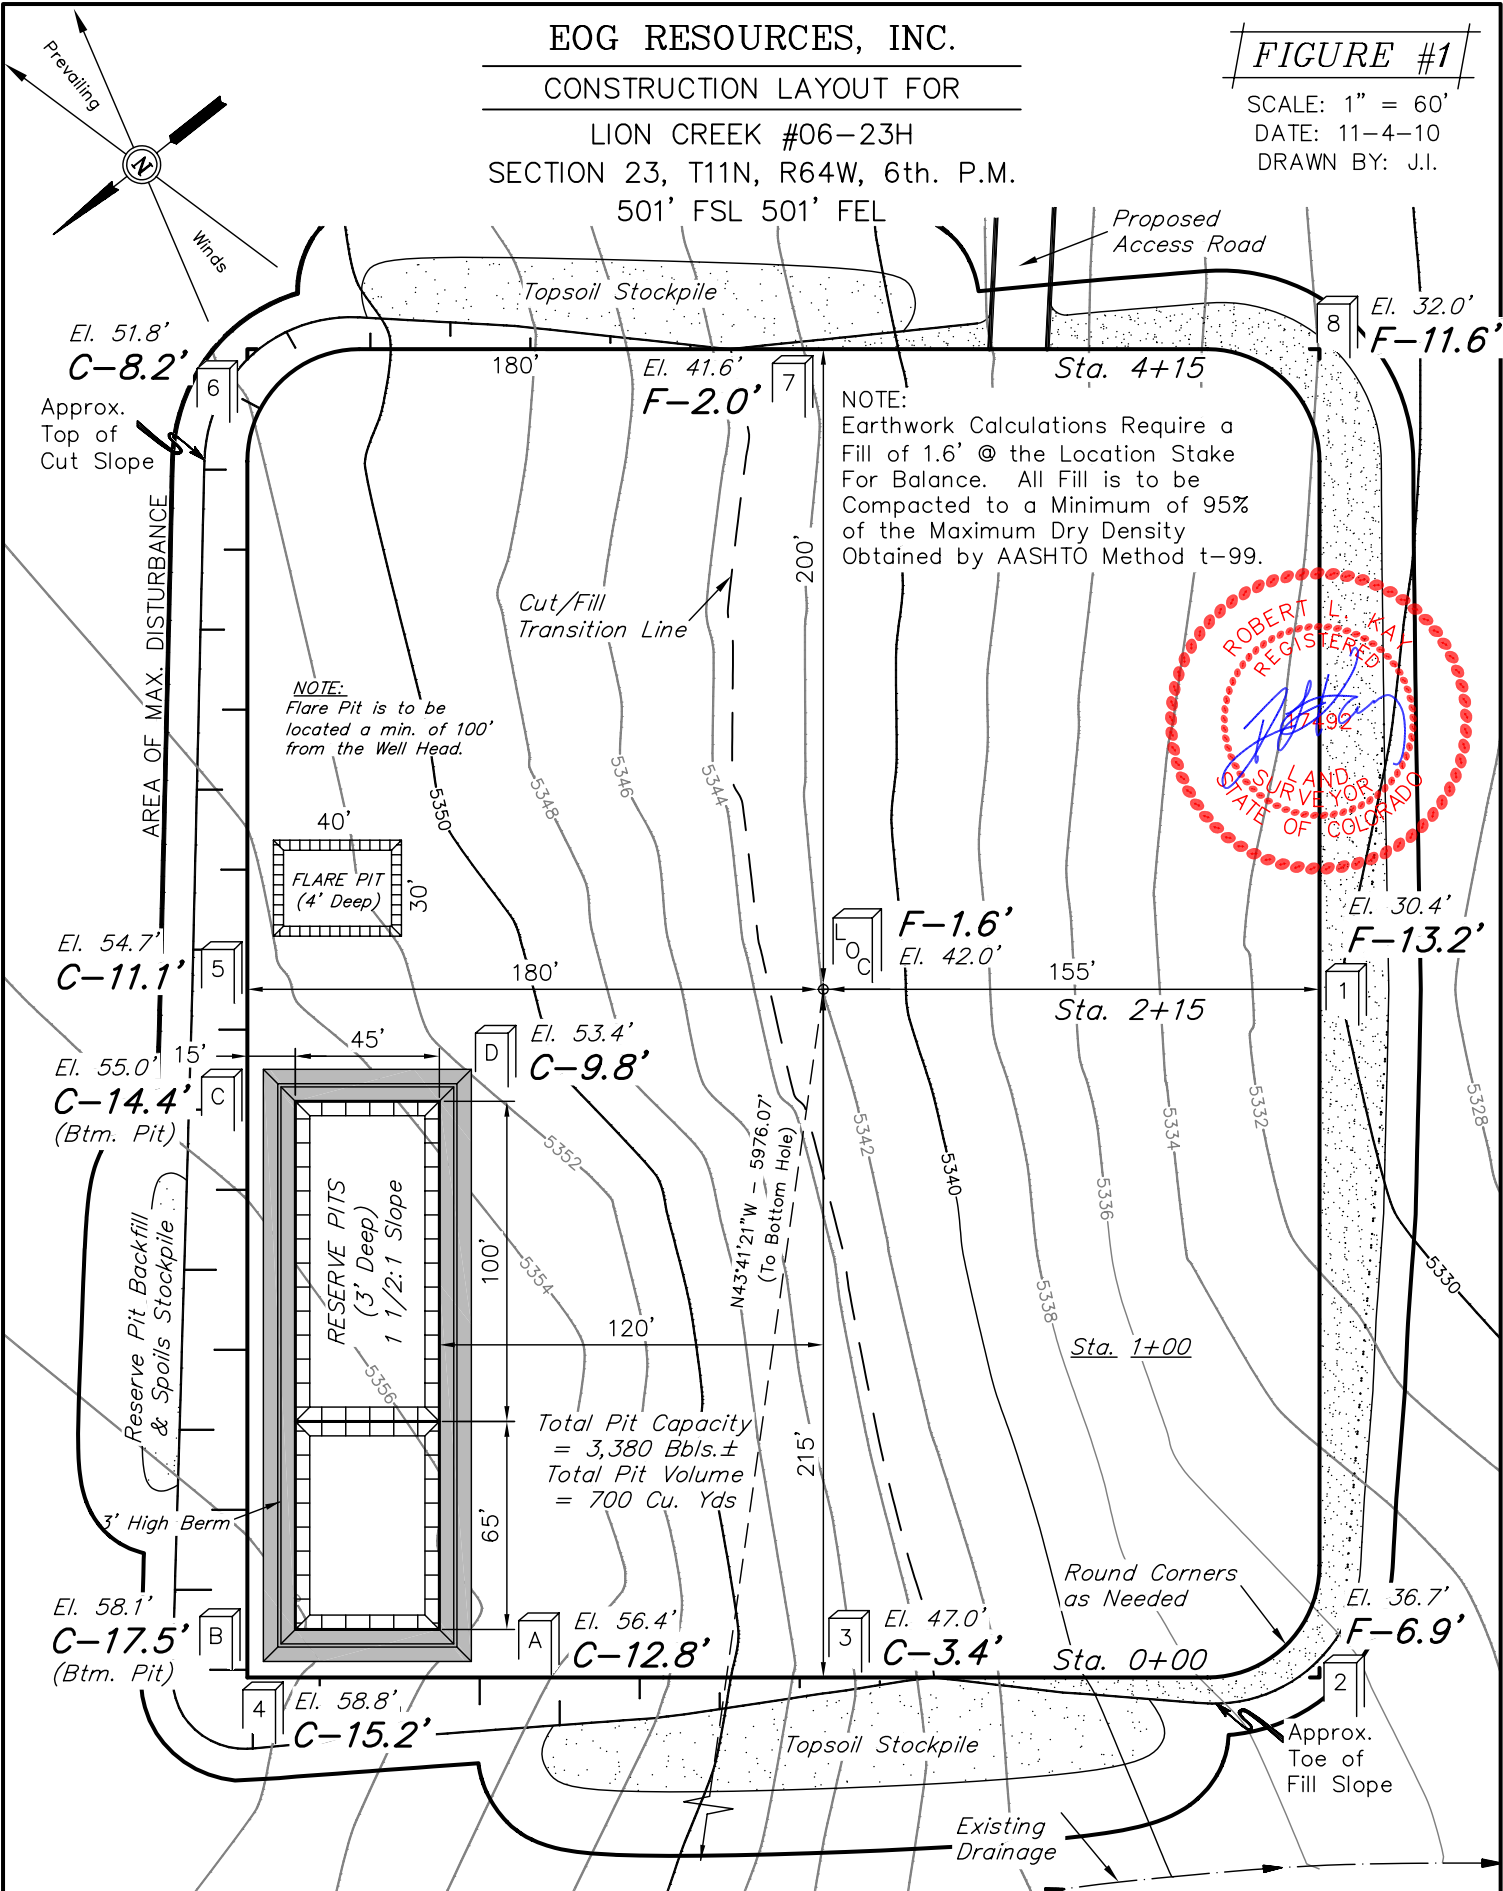 EOG RESOURCES, INC.
CONSTRUCTION LAYOUT FOR
LION CREEK #06-23H
SECTION 23, T11N, R64W, 6th. P.M.
501' FSL 501' FEL
FIGURE #1
SCALE: 1" = 60'
DATE: 11-4-10
DRAWN BY: J.I.
Prevailing
N
Winds
Proposed
Access Road
Topsoil Stockpile
El. 51.8'
C-8.2'
6
180'
El. 41.6'
F-2.0'
7
Sta. 4+15
8
El. 32.0'
F-11.6'
Approx.
Top of
Cut Slope
NOTE:
Earthwork Calculations Require a
Fill of 1.6' @ the Location Stake
For Balance. All Fill is to be
Compacted to a Minimum of 95%
of the Maximum Dry Density
Obtained by AASHTO Method t-99.
AREA OF MAX. DISTURBANCE
200'
Cut/Fill
Transition Line
ROBERT L. KAY
REGISTERED
17492
LAND
SURVEYOR
STATE OF COLORADO
NOTE:
Flare Pit is to be
located a min. of 100'
from the Well Head.
5350
5348
5346
5344
40'
FLARE PIT
(4' Deep)
30'
El. 54.7'
C-11.1'
5
180'
LOC
F-1.6'
El. 42.0'
155'
Sta. 2+15
El. 30.4'
F-13.2'
1
15'
45'
D
El. 53.4'
C-9.8'
El. 55.0'
C-14.4'
(Btm. Pit)
C
5352
5354
5356
5342
5340
5338
5336
5334
5332
5328
5330
N43°41'21"W - 5976.07'
(To Bottom Hole)
RESERVE PITS
(3' Deep)
1 1/2:1 Slope
100'
Reserve Pit Backfill
& Spoils Stockpile
120'
Sta. 1+00
Total Pit Capacity
= 3,380 Bbls.±
Total Pit Volume
= 700 Cu. Yds
215'
65'
3' High Berm
Round Corners
as Needed
El. 58.1'
C-17.5'
(Btm. Pit)
B
A
El. 56.4'
C-12.8'
3
El. 47.0'
C-3.4'
Sta. 0+00
El. 36.7'
F-6.9'
2
4
El. 58.8'
C-15.2'
Topsoil Stockpile
Approx.
Toe of
Fill Slope
Existing
Drainage